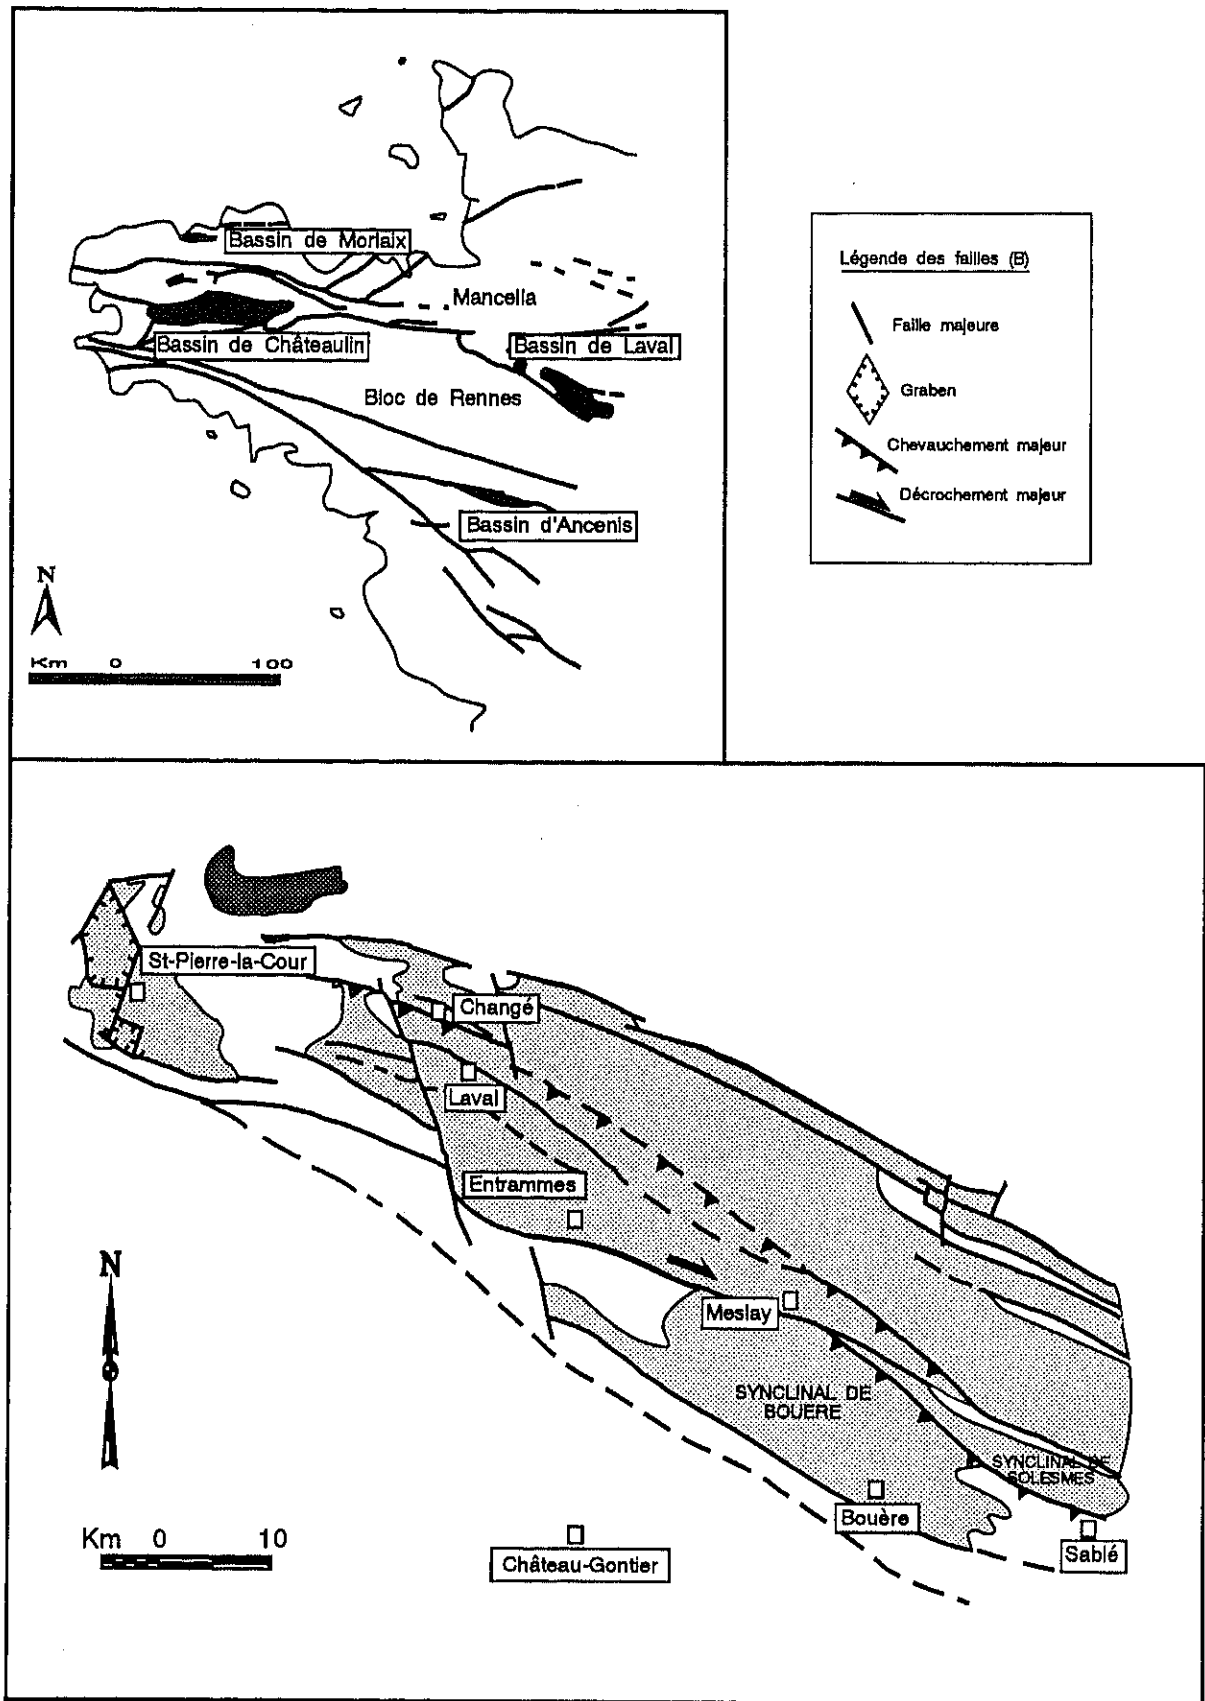 Bassin de Morlaix
Mancella
Bassin de Châteaulin
Bassin de Laval
Bloc de Rennes
Bassin d'Ancenis
N
Km 0 100
Légende des failles (B)
Faille majeure
Graben
Chevauchement majeur
Décrochement majeur
St-Pierre-la-Cour
Changé
Laval
Entrammes
N
Meslay
SYNCLINAL DE
BOUERE
SYNCLINAL DE
SOLESMES
Bouère
Sablé
Km 0 10
Château-Gontier